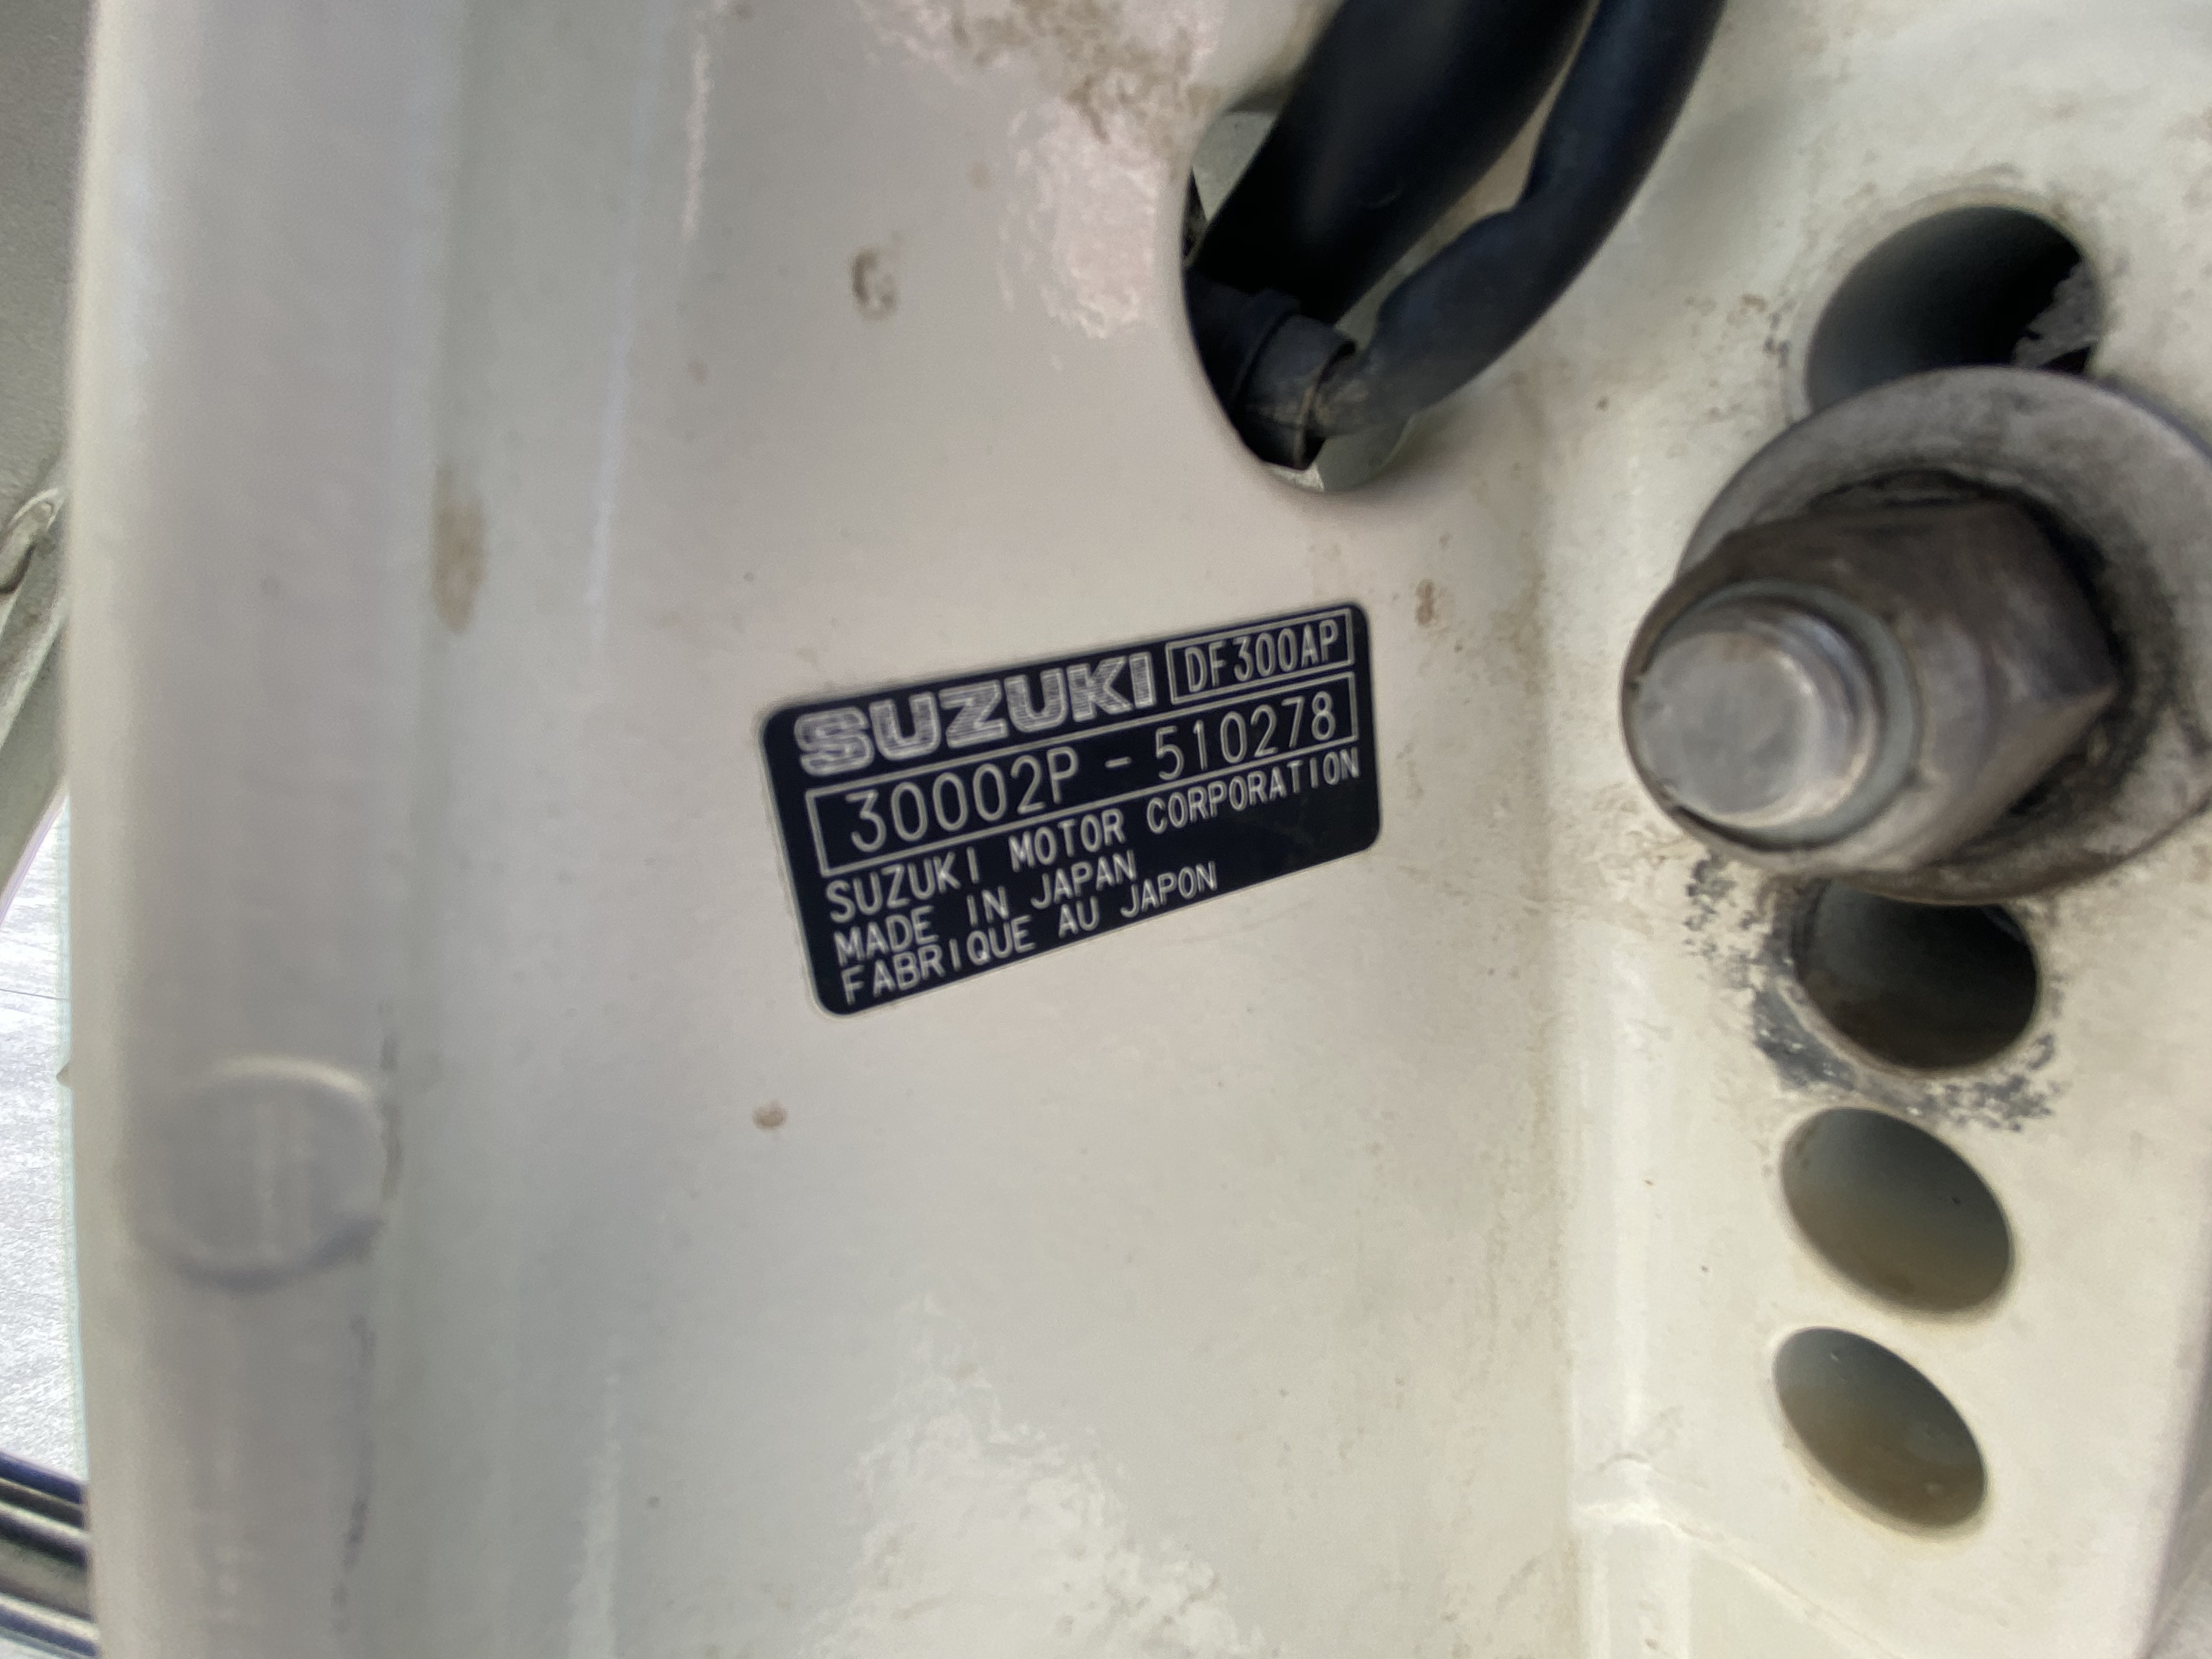 SUZUKI DF300AP
30002P - 510278
SUZUKI MOTOR CORPORATION
MADE IN JAPAN
FABRIQUE AU JAPON